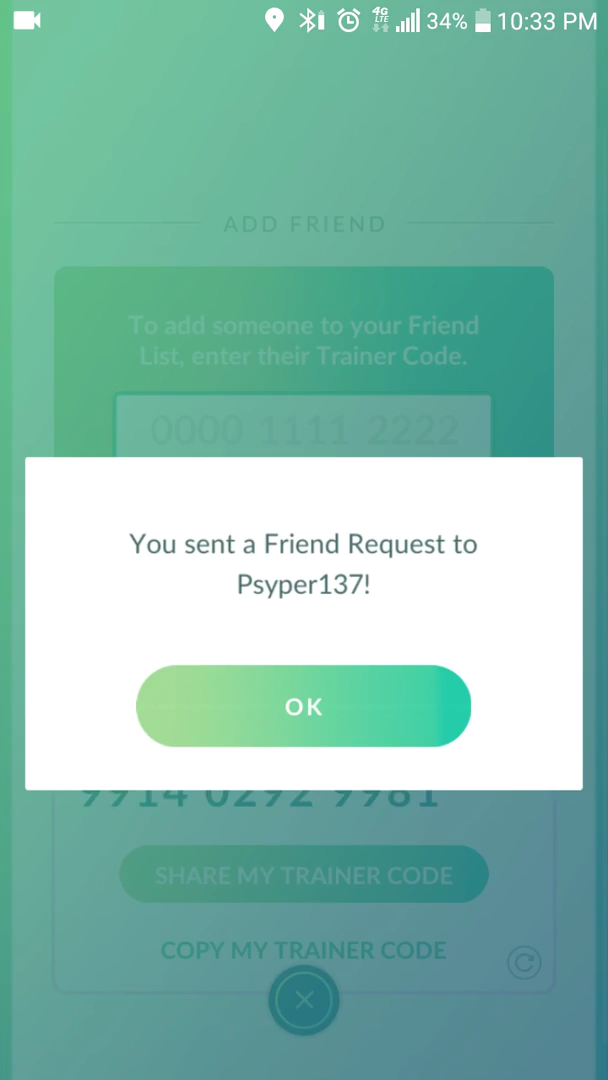 4G
LTE
34%
10:33 PM
ADD FRIEND
To add someone to your Friend
List, enter their Trainer Code.
0000 1111 2222
You sent a Friend Request to
Psyper137!
OK
9914 0292 9981
SHARE MY TRAINER CODE
COPY MY TRAINER CODE